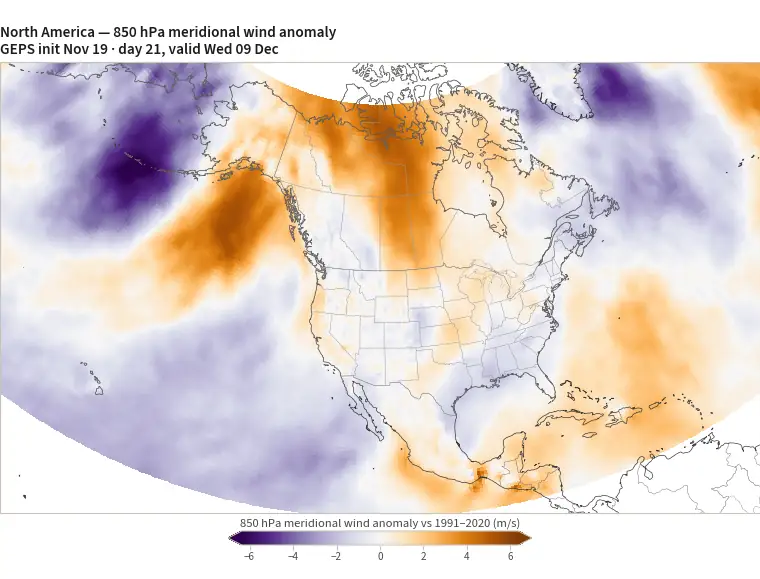 North America — 850 hPa meridional wind anomaly
GEPS init Nov 19 · day 21, valid Wed 09 Dec
850 hPa meridional wind anomaly vs 1991–2020 (m/s)
−6 −4 −2 0 2 4 6